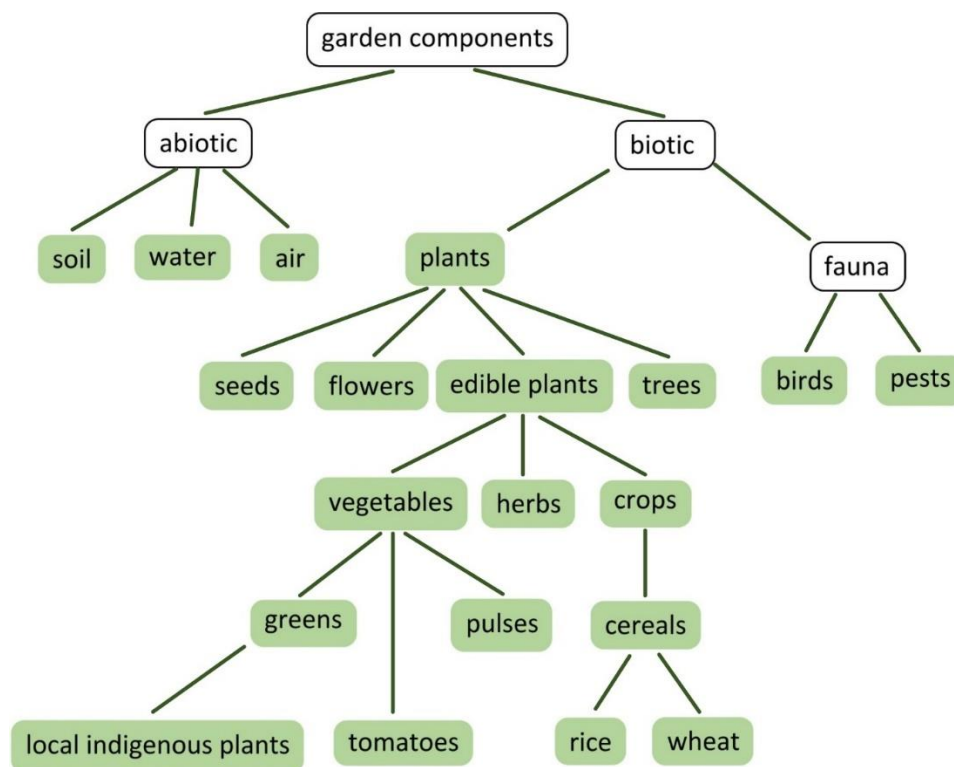 garden components
abiotic
biotic
soil
water
air
plants
fauna
seeds
flowers
edible plants
trees
birds
pests
vegetables
herbs
crops
greens
pulses
cereals
local indigenous plants
tomatoes
rice
wheat